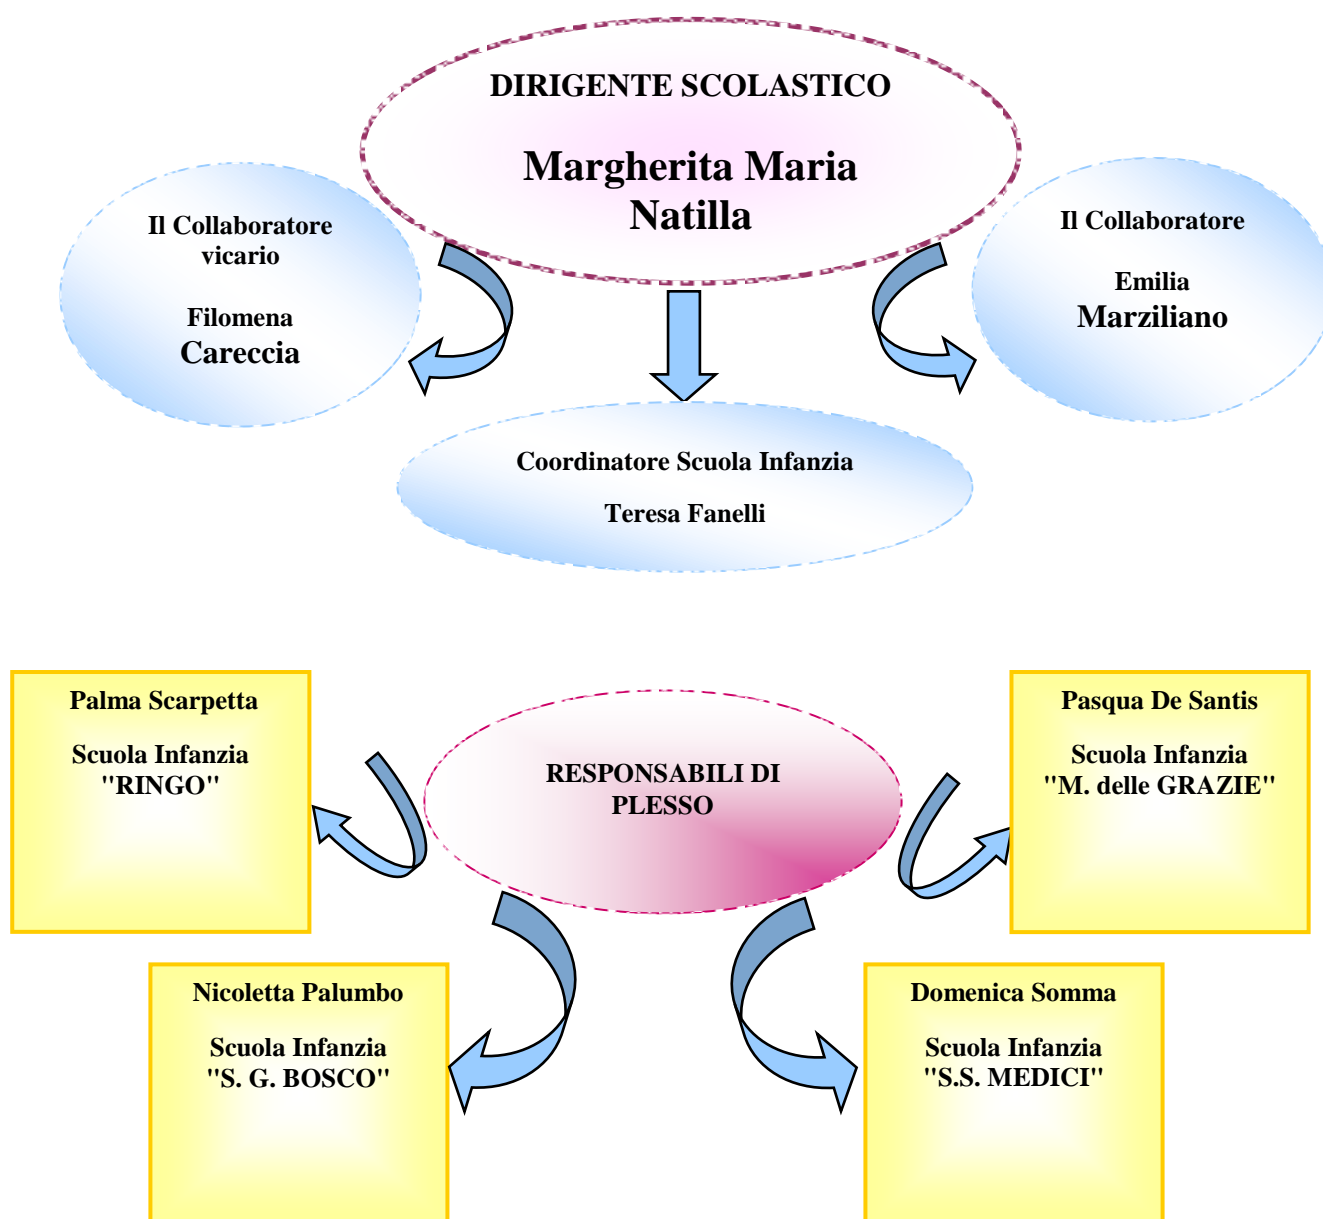 DIRIGENTE SCOLASTICO
Margherita Maria
Natilla
Il Collaboratore
vicario
Filomena
Careccia
Il Collaboratore
Emilia
Marziliano
Coordinatore Scuola Infanzia
Teresa Fanelli
RESPONSABILI DI
PLESSO
Palma Scarpetta
Scuola Infanzia
"RINGO"
Pasqua De Santis
Scuola Infanzia
"M. delle GRAZIE"
Nicoletta Palumbo
Scuola Infanzia
"S. G. BOSCO"
Domenica Somma
Scuola Infanzia
"S.S. MEDICI"